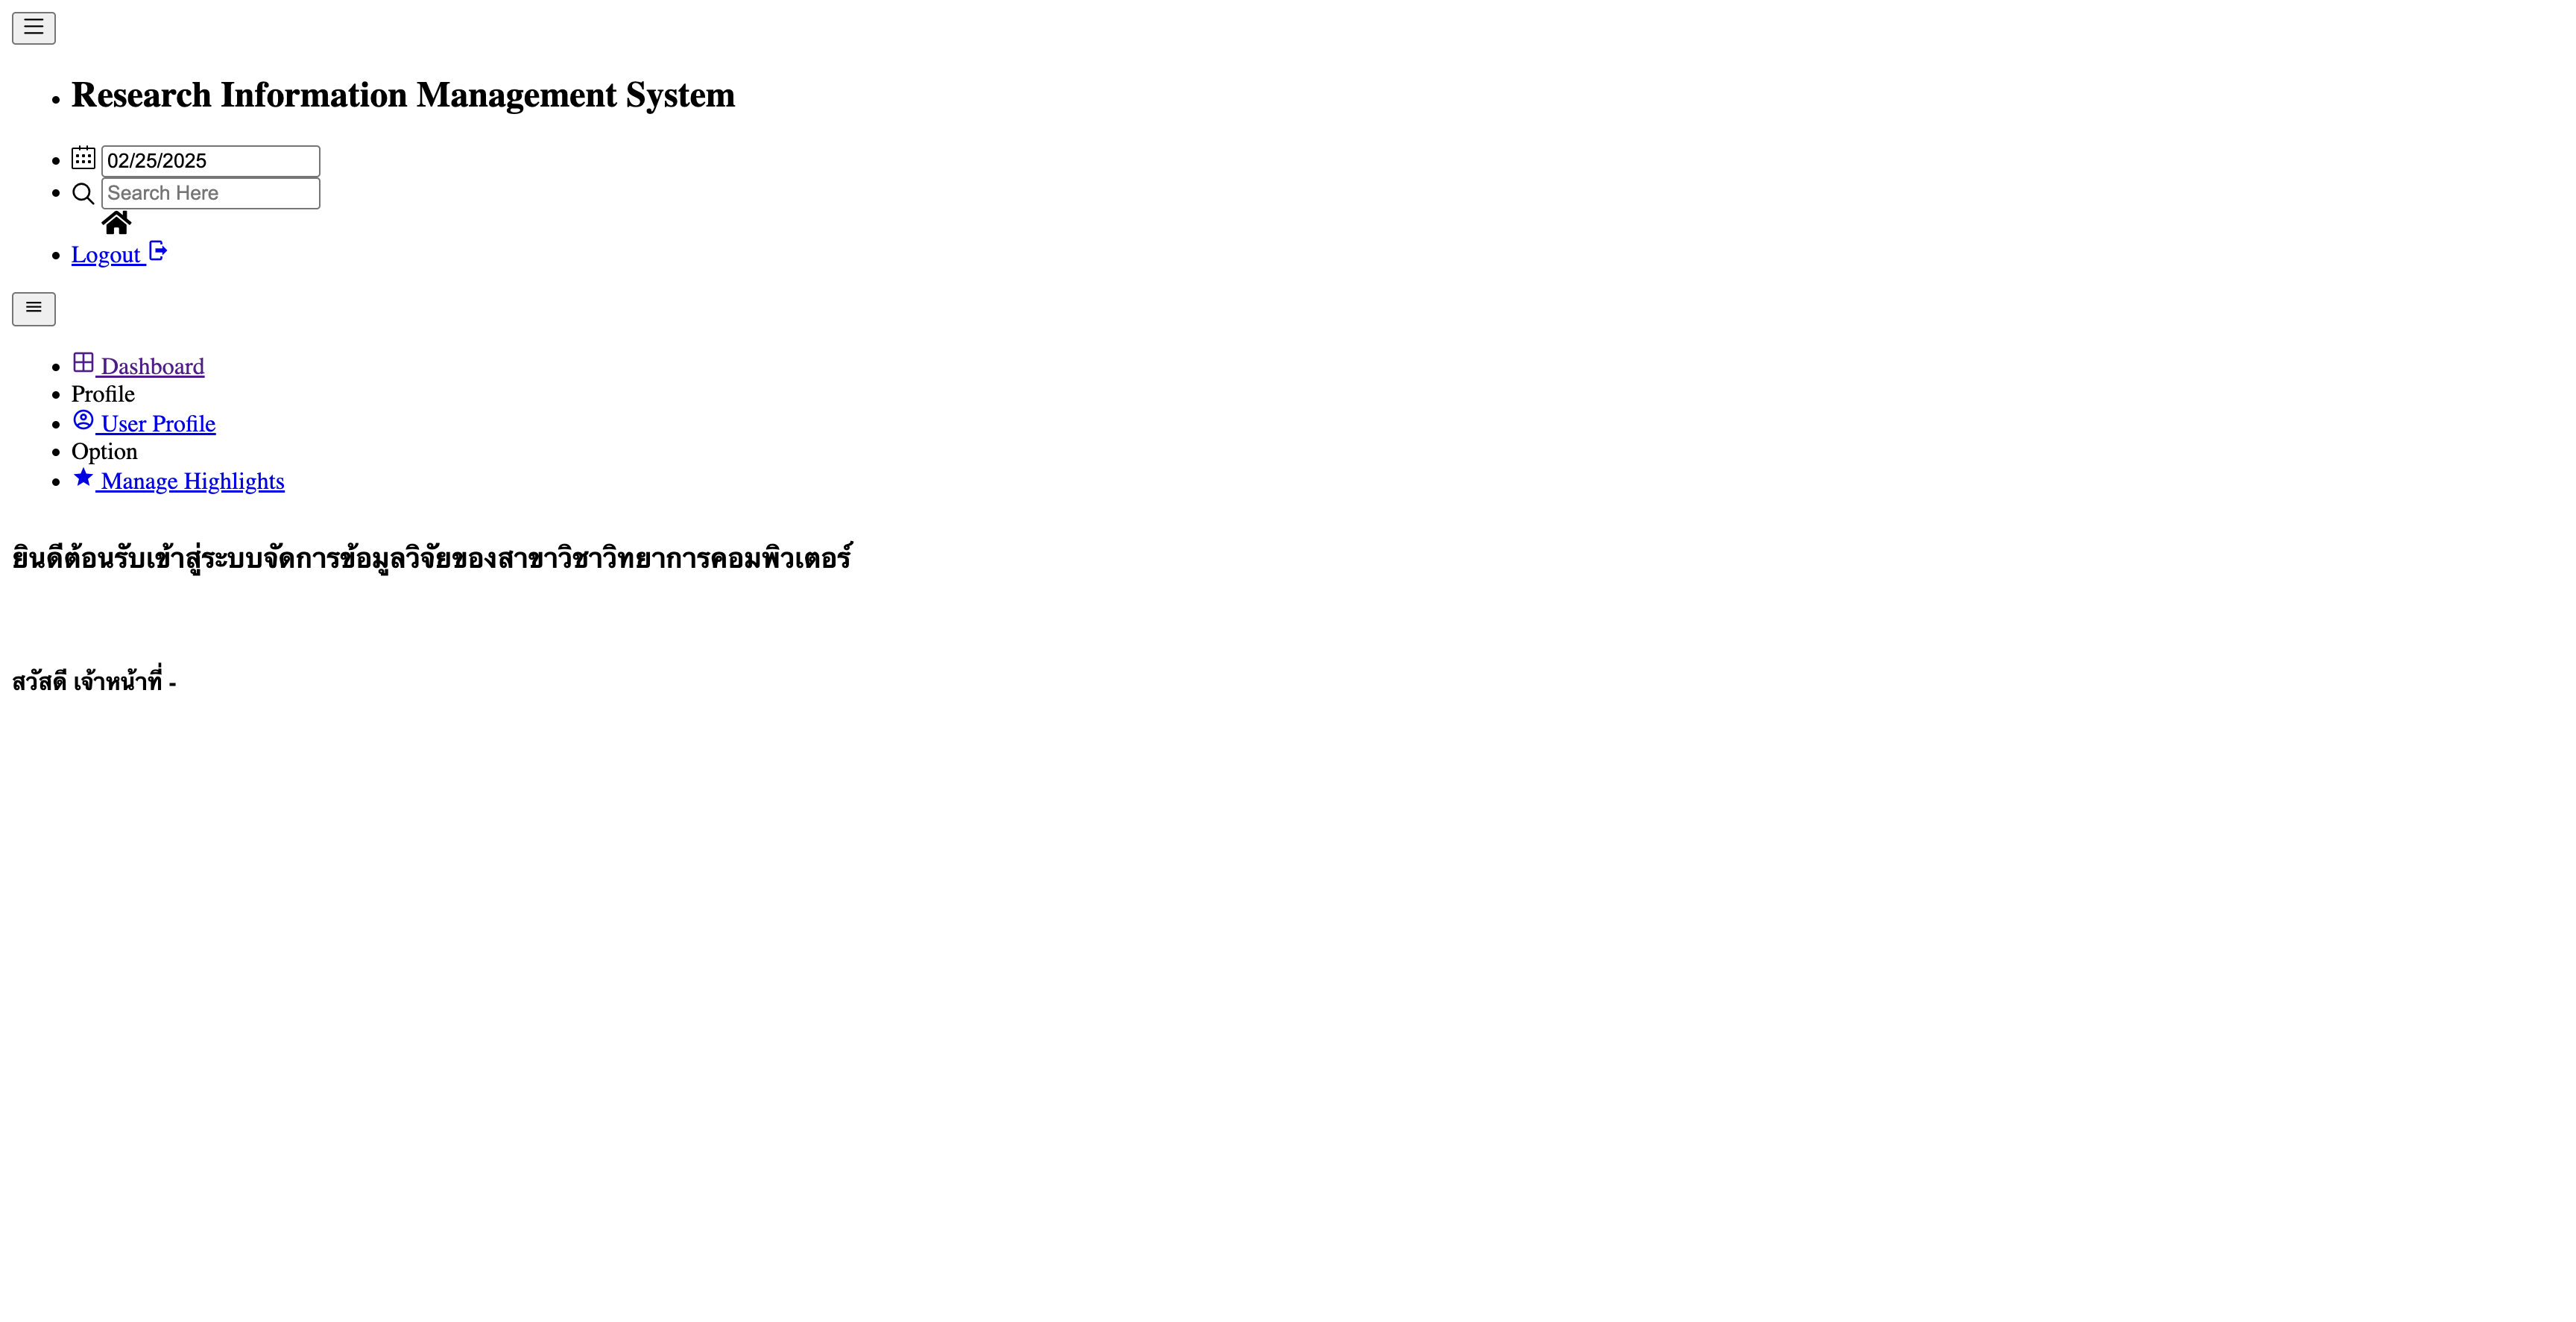 Research Information Management System
02/25/2025
Search Here
Logout
Dashboard
Profile
User Profile
Option
Manage Highlights
ยินดีต้อนรับเข้าสู่ระบบจัดการข้อมูลวิจัยของสาขาวิชาวิทยาการคอมพิวเตอร์
สวัสดี เจ้าหน้าที่ -